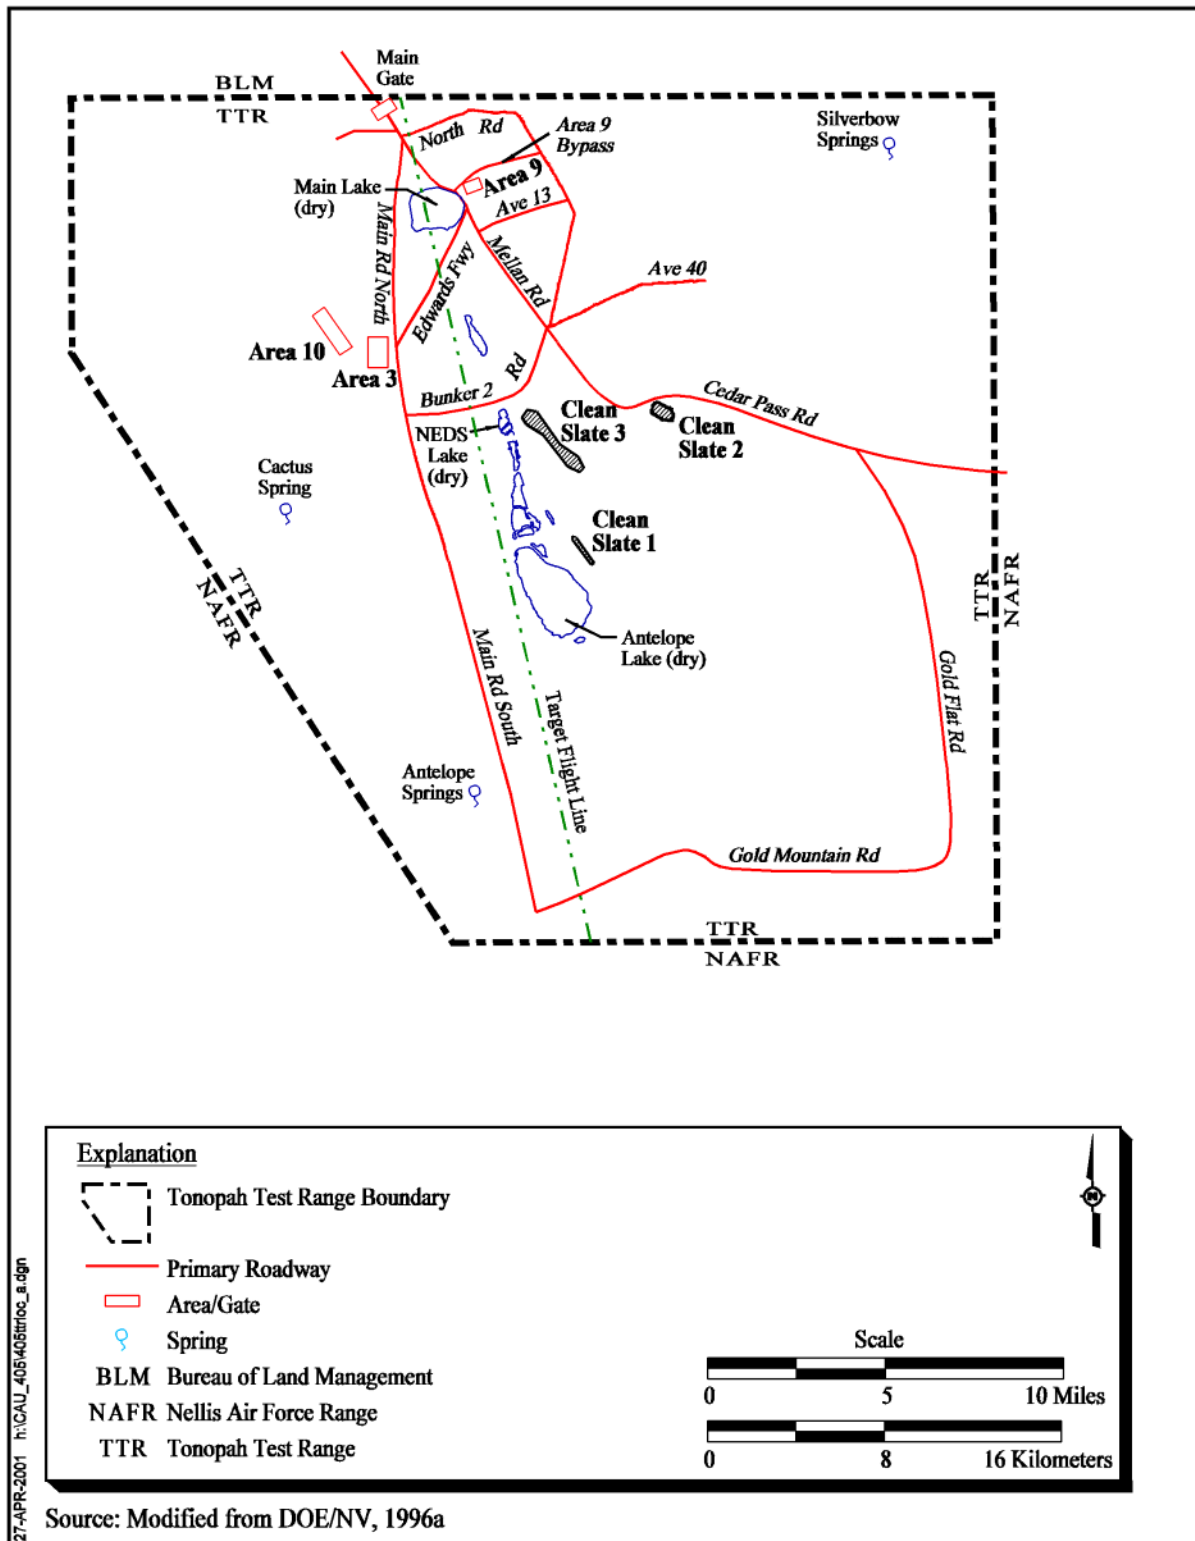 Main
Gate
BLM
TTR
North Rd
Area 9
Bypass
Silverbow
Springs
Main Lake
(dry)
Area 9
Ave 13
Main Rd North
Edwards Fwy
Mellan Rd
Ave 40
Area 10
Area 3
Bunker 2 Rd
Cedar Pass Rd
NEDS
Lake
(dry)
Clean
Slate 3
Clean
Slate 2
Cactus
Spring
Clean
Slate 1
TTR
NAFR
TTR
NAFR
Antelope
Lake (dry)
Main Rd South
Target Flight Line
Gold Flat Rd
Antelope
Springs
Gold Mountain Rd
TTR
NAFR
Explanation
Tonopah Test Range Boundary
Primary Roadway
Area/Gate
Spring
BLM Bureau of Land Management
NAFR Nellis Air Force Range
TTR Tonopah Test Range
N
Scale
0 5 10 Miles
0 8 16 Kilometers
27-APR-2001 h:\CAU_405\405ttrloc_a.dgn
Source: Modified from DOE/NV, 1996a